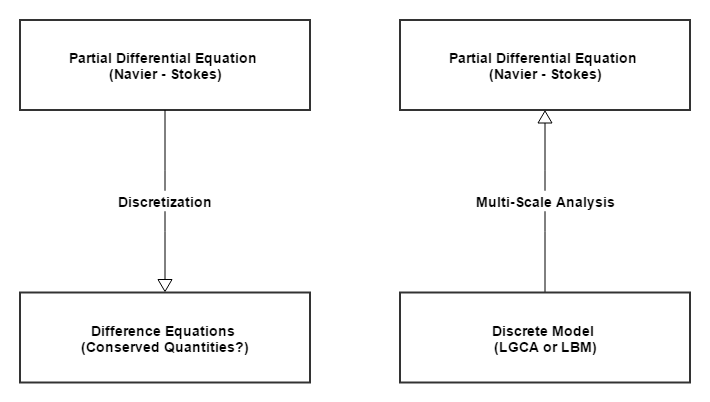 Partial Differential Equation
(Navier - Stokes)
Discretization
Difference Equations
(Conserved Quantities?)
Partial Differential Equation
(Navier - Stokes)
Multi-Scale Analysis
Discrete Model
(LGCA or LBM)